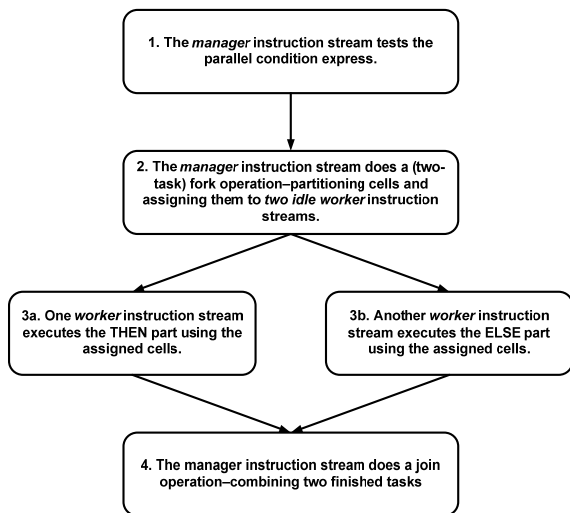 1. The manager instruction stream tests the
parallel condition express.
2. The manager instruction stream does a (two-
task) fork operation–partitioning cells and
assigning them to two idle worker instruction
streams.
3a. One worker instruction stream
executes the THEN part using the
assigned cells.
3b. Another worker instruction
stream executes the ELSE part
using the assigned cells.
4. The manager instruction stream does a join
operation–combining two finished tasks